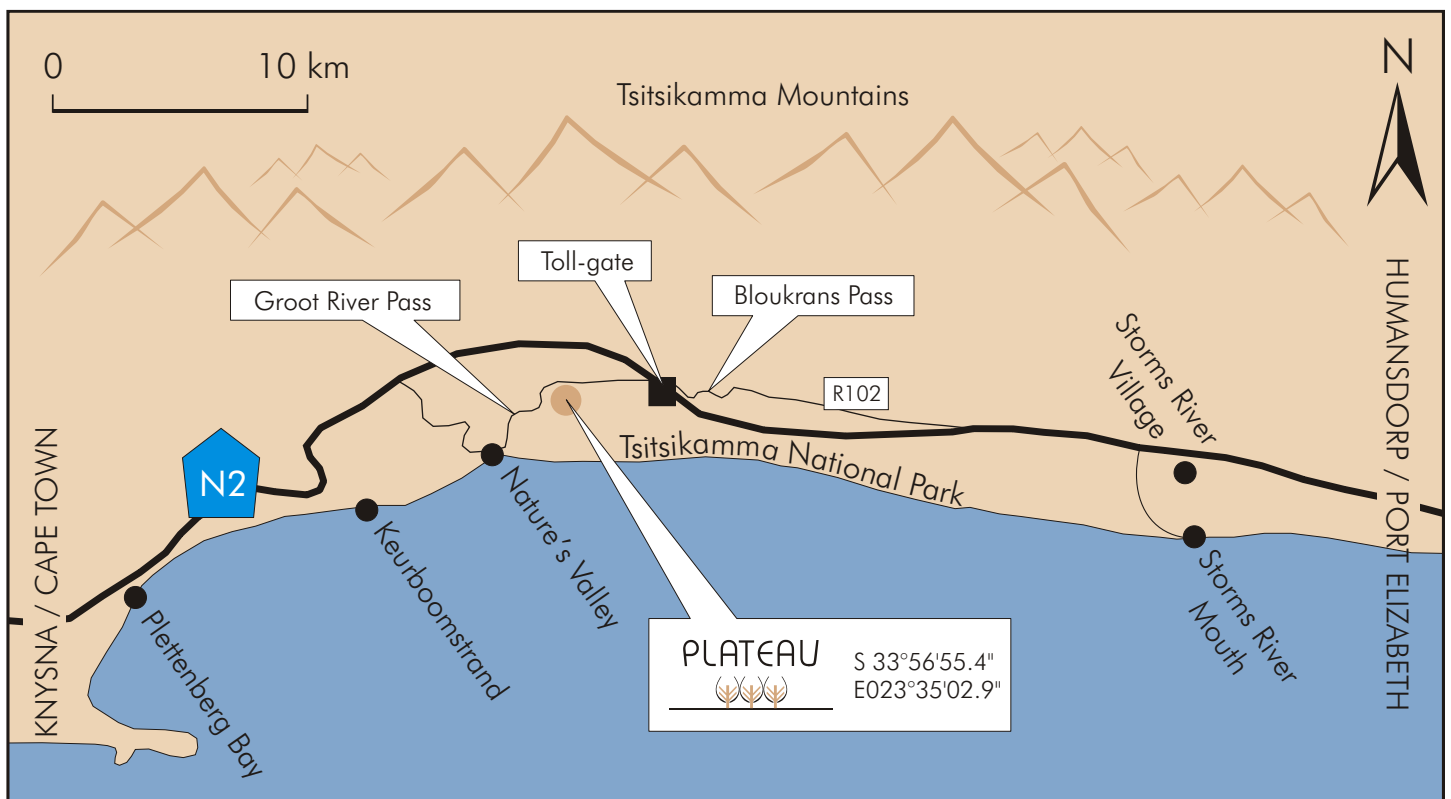 0 10 km
N
Tsitsikamma Mountains
Toll-gate
Groot River Pass
Bloukrans Pass
R102
Storms River
Village
N2
Tsitsikamma National Park
Nature's Valley
Keurboomstrand
Plettenberg Bay
Storms River
Mouth
KNYSNA / CAPE TOWN
HUMANSDORP / PORT ELIZABETH
PLATEAU
S 33°56'55.4"
E023°35'02.9"